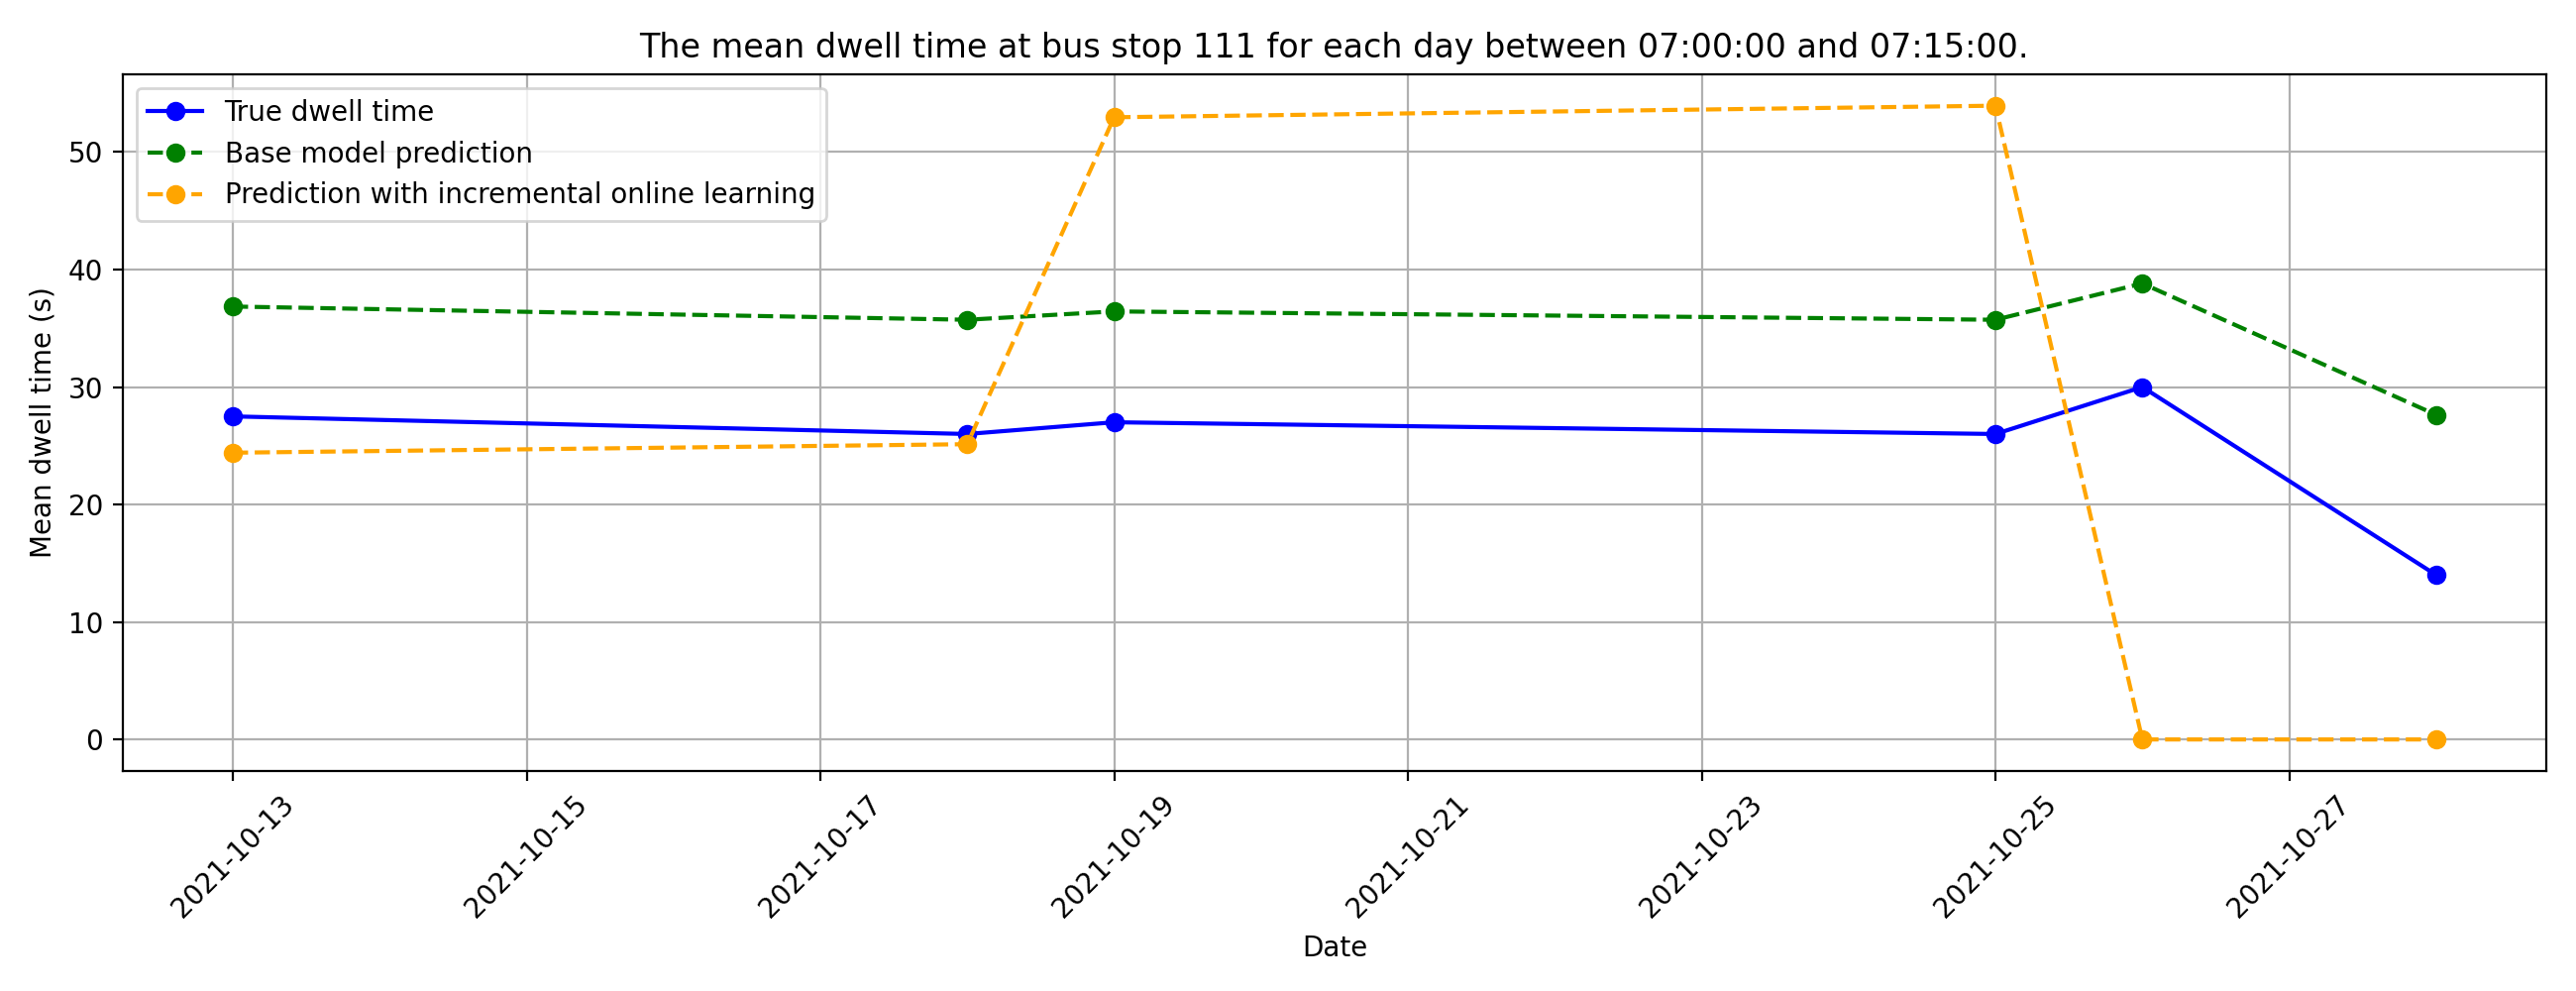 The mean dwell time at bus stop 111 for each day between 07:00:00 and 07:15:00.
True dwell time
Base model prediction
Prediction with incremental online learning
Mean dwell time (s)
50
40
30
20
10
0
2021-10-13
2021-10-15
2021-10-17
2021-10-19
2021-10-21
2021-10-23
2021-10-25
2021-10-27
Date